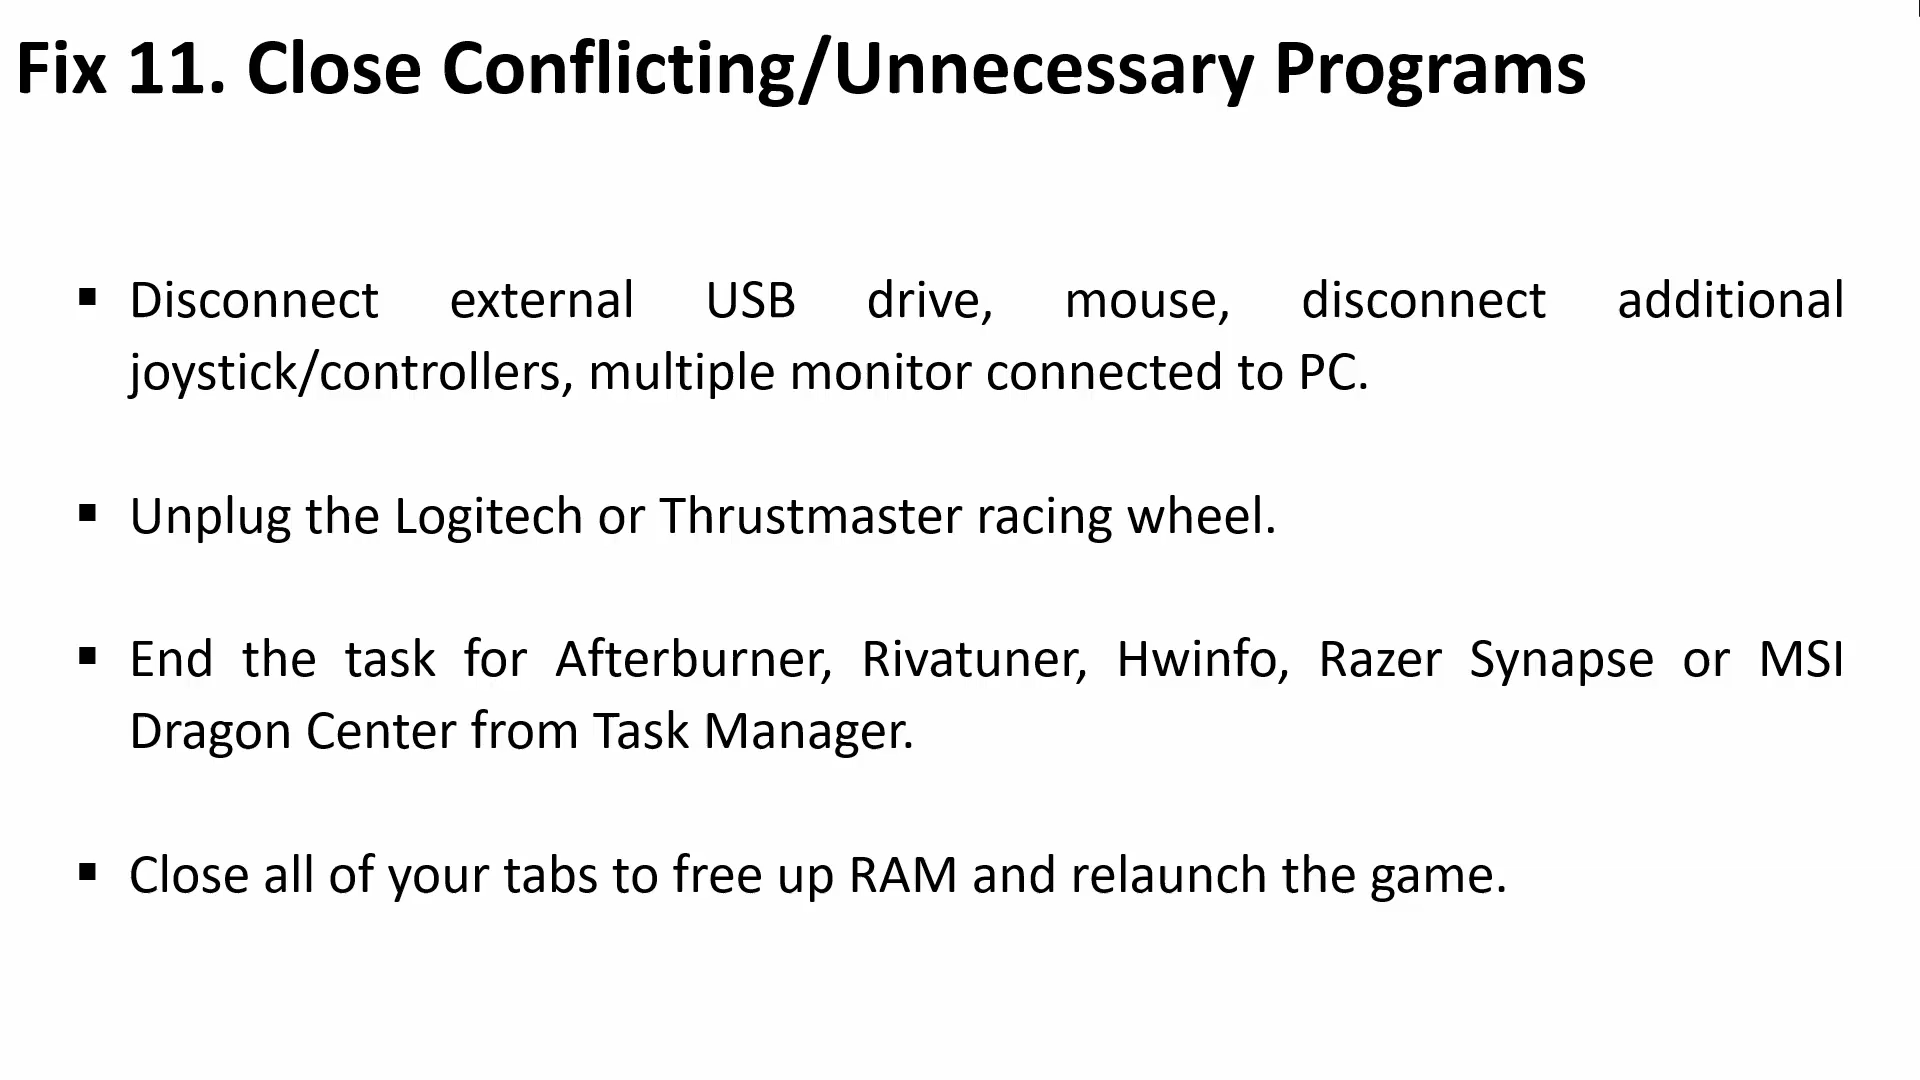 Fix 11. Close Conflicting/Unnecessary Programs
▪ Disconnect external USB drive, mouse, disconnect additional
joystick/controllers, multiple monitor connected to PC.
▪ Unplug the Logitech or Thrustmaster racing wheel.
▪ End the task for Afterburner, Rivatuner, Hwinfo, Razer Synapse or MSI
Dragon Center from Task Manager.
▪ Close all of your tabs to free up RAM and relaunch the game.